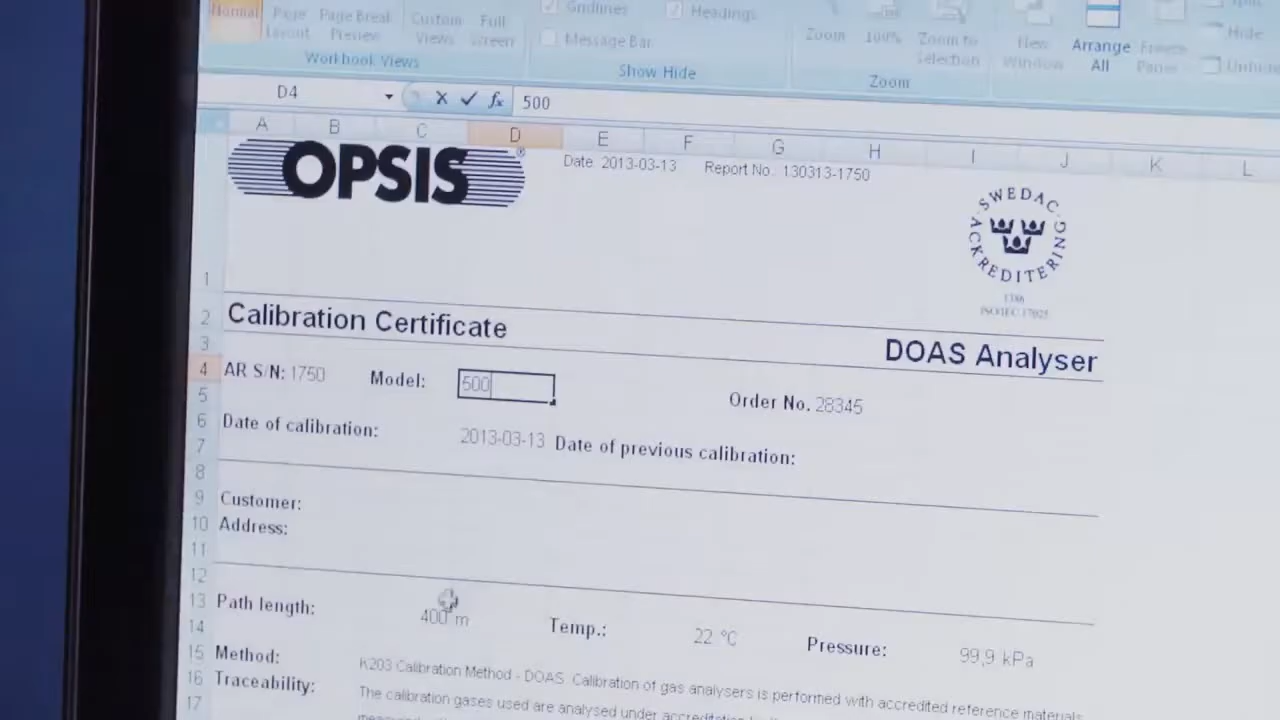 Normal Page Layout Page Break Preview Custom Views Full Screen
Gridlines Headings
Message Bar
Zoom 100% Zoom to Selection
New Window Arrange All Freeze Panes
Hide
Workbook Views Show Hide Zoom
D4 fx 500
A B C D E F G H I J K L
OPSIS ®
Date 2013-03-13 Report No. 130313-1750
SWEDAC ACKREDITERING
ISO/IEC 17025
1
2 Calibration Certificate
DOAS Analyser
3
4 AR S/N: 1750 Model: 500
Order No. 28345
5
6 Date of calibration: 2013-03-13 Date of previous calibration:
7
8
9 Customer:
10 Address:
11
12
13 Path length: 400 m Temp.: 22 °C Pressure: 99,9 kPa
14
15 Method: K203 Calibration Method - DOAS. Calibration of gas analysers is performed with accredited reference materials
16 Traceability: The calibration gases used are analysed under
17